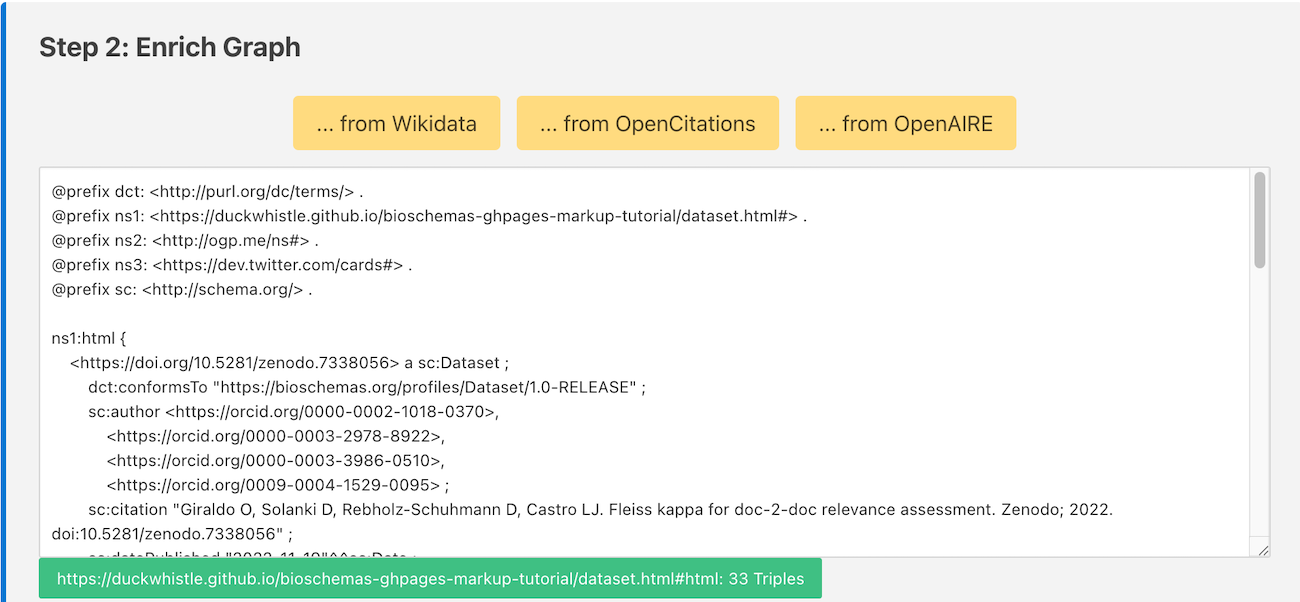 Step 2: Enrich Graph
... from Wikidata
... from OpenCitations
... from OpenAIRE
@prefix dct: <http://purl.org/dc/terms/> .
@prefix ns1: <https://duckwhistle.github.io/bioschemas-ghpages-markup-tutorial/dataset.html#> .
@prefix ns2: <http://ogp.me/ns#> .
@prefix ns3: <https://dev.twitter.com/cards#> .
@prefix sc: <http://schema.org/> .
ns1:html {
<https://doi.org/10.5281/zenodo.7338056> a sc:Dataset ;
dct:conformsTo "https://bioschemas.org/profiles/Dataset/1.0-RELEASE" ;
sc:author <https://orcid.org/0000-0002-1018-0370>,
<https://orcid.org/0000-0003-2978-8922>,
<https://orcid.org/0000-0003-3986-0510>,
<https://orcid.org/0009-0004-1529-0095> ;
sc:citation "Giraldo O, Solanki D, Rebholz-Schuhmann D, Castro LJ. Fleiss kappa for doc-2-doc relevance assessment. Zenodo; 2022.
doi:10.5281/zenodo.7338056" ;
sc:datePublished
https://duckwhistle.github.io/bioschemas-ghpages-markup-tutorial/dataset.html#html: 33 Triples